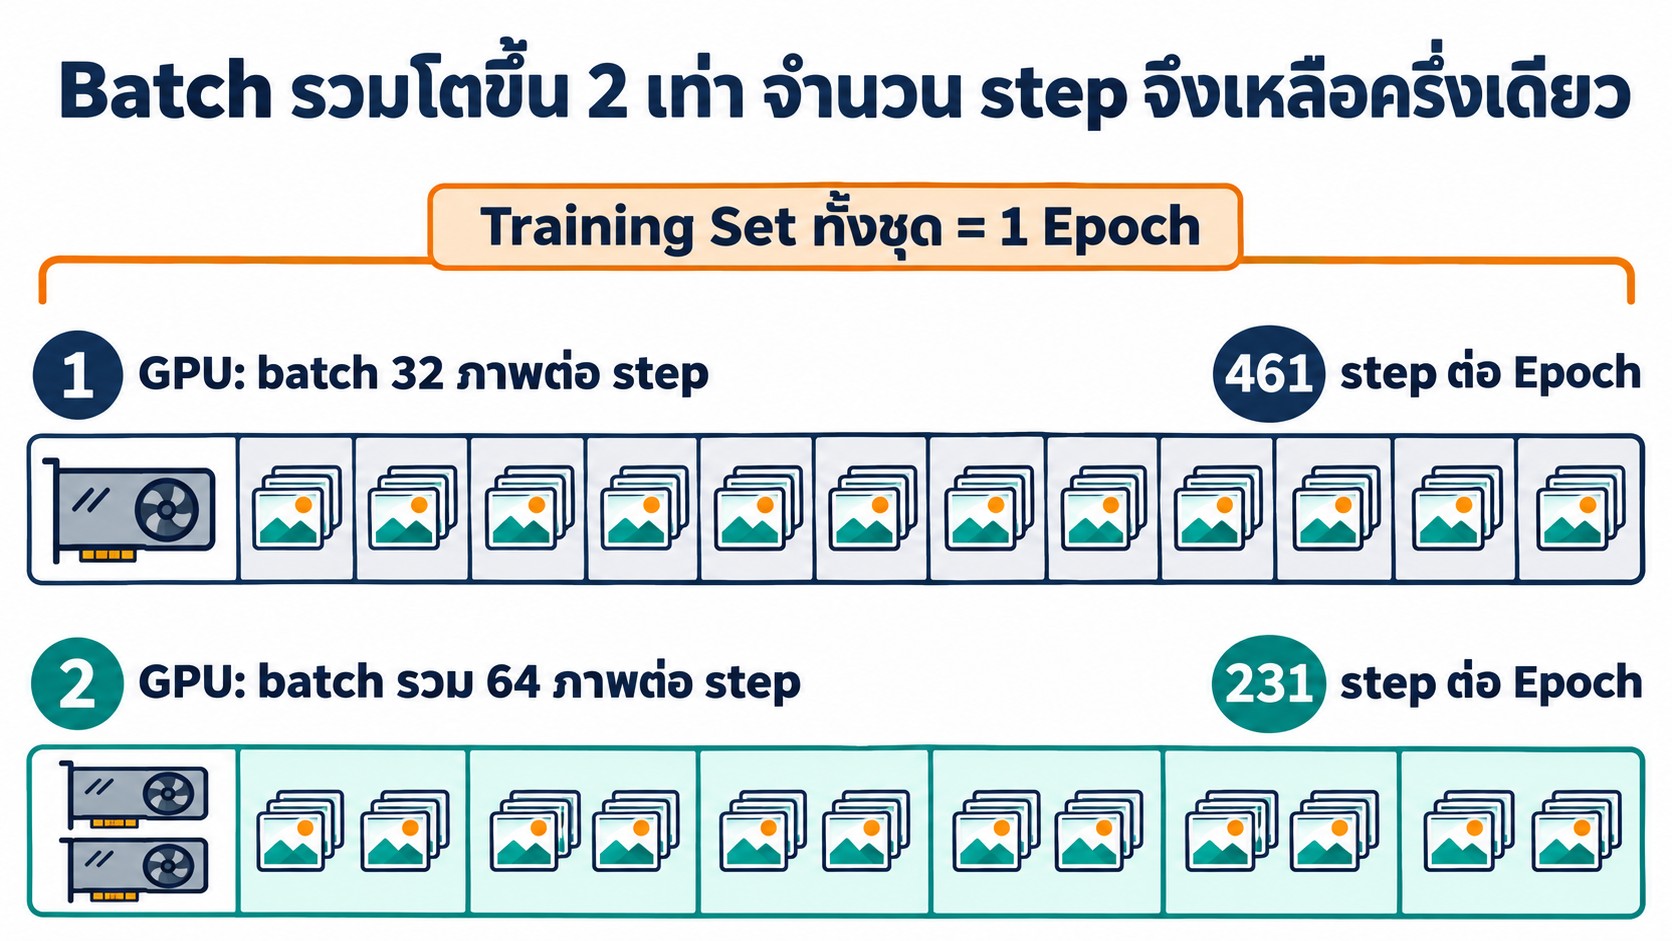 Batch รวมโตขึ้น 2 เท่า จำนวน step จึงเหลือครึ่งเดียว
Training Set ทั้งชุด = 1 Epoch
1 GPU: batch 32 ภาพต่อ step
461 step ต่อ Epoch
2 GPU: batch รวม 64 ภาพต่อ step
231 step ต่อ Epoch